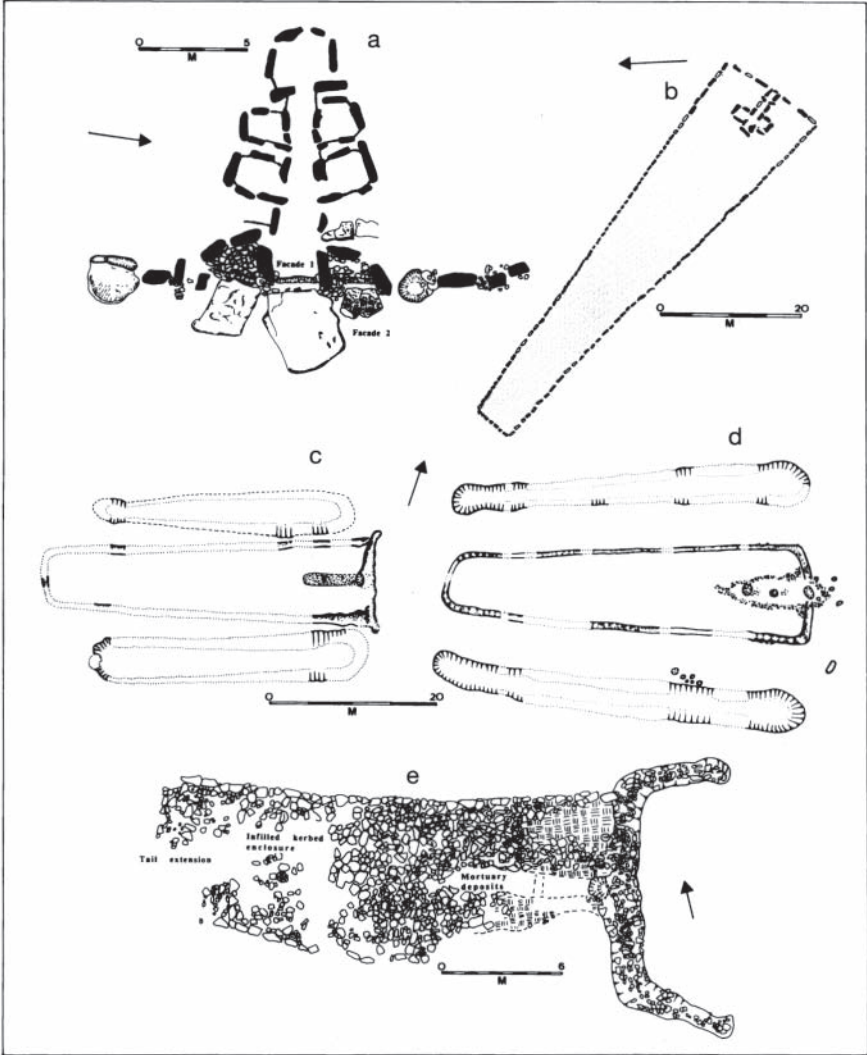 a
0 5
M
b
Facade 1
Facade 2
0 20
M
c
d
0 20
M
e
Infilled kerbed
enclosure
Tail extension
Mortuary
deposits
0 6
M